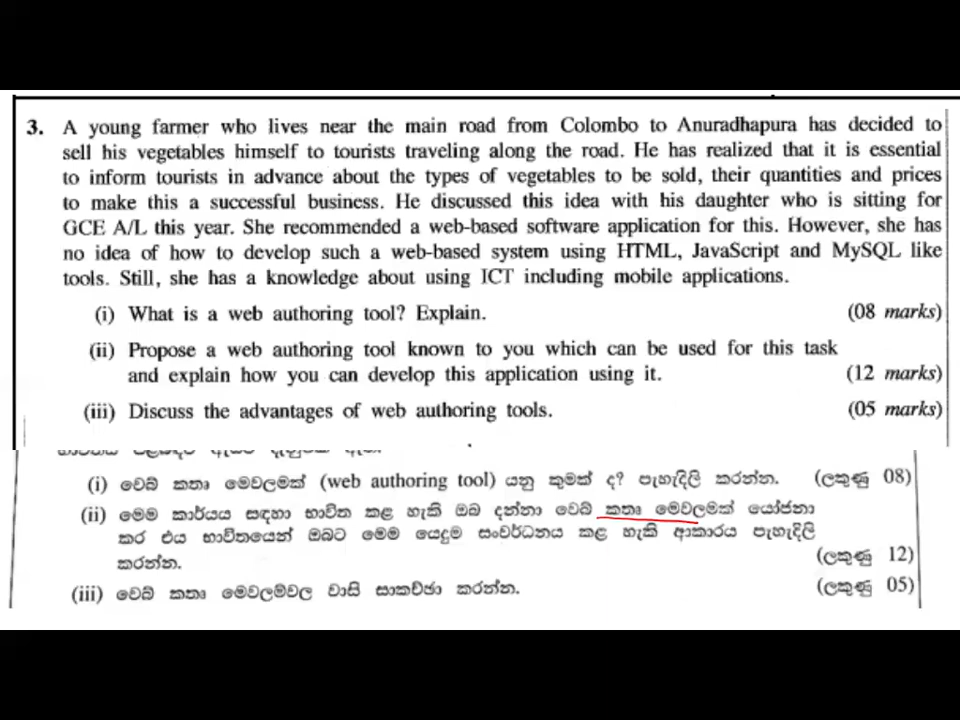 3. A young farmer who lives near the main road from Colombo to Anuradhapura has decided to
sell his vegetables himself to tourists traveling along the road. He has realized that it is essential
to inform tourists in advance about the types of vegetables to be sold, their quantities and prices
to make this a successful business. He discussed this idea with his daughter who is sitting for
GCE A/L this year. She recommended a web-based software application for this. However, she has
no idea of how to develop such a web-based system using HTML, JavaScript and MySQL like
tools. Still, she has a knowledge about using ICT including mobile applications.
(i) What is a web authoring tool? Explain. (08 marks)
(ii) Propose a web authoring tool known to you which can be used for this task
and explain how you can develop this application using it. (12 marks)
(iii) Discuss the advantages of web authoring tools. (05 marks)
(i) වෙබ් කතෘ මෙවලමක් (web authoring tool) යනු කුමක් ද? පැහැදිලි කරන්න. (ලකුණු 08)
(ii) මෙම කාර්යය සඳහා භාවිත කළ හැකි ඔබ දන්නා වෙබ් කතෘ මෙවලමක් යෝජනා
කර එය භාවිතයෙන් ඔබට මෙම යෙදුම සංවර්ධනය කළ හැකි ආකාරය පැහැදිලි
කරන්න. (ලකුණු 12)
(iii) වෙබ් කතෘ මෙවලම්වල වාසි සාකච්ඡා කරන්න. (ලකුණු 05)